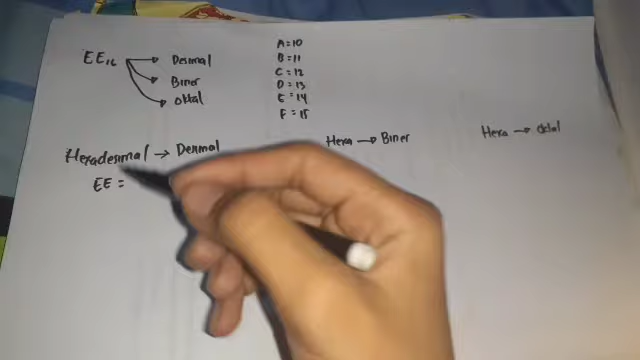 EE16 → Desimal
→ Biner
→ Oktal
A = 10
B = 11
C = 12
D = 13
E = 14
F = 15
Hexadesimal → Desimal
EE =
Hexa → Biner
Hexa → Oktal